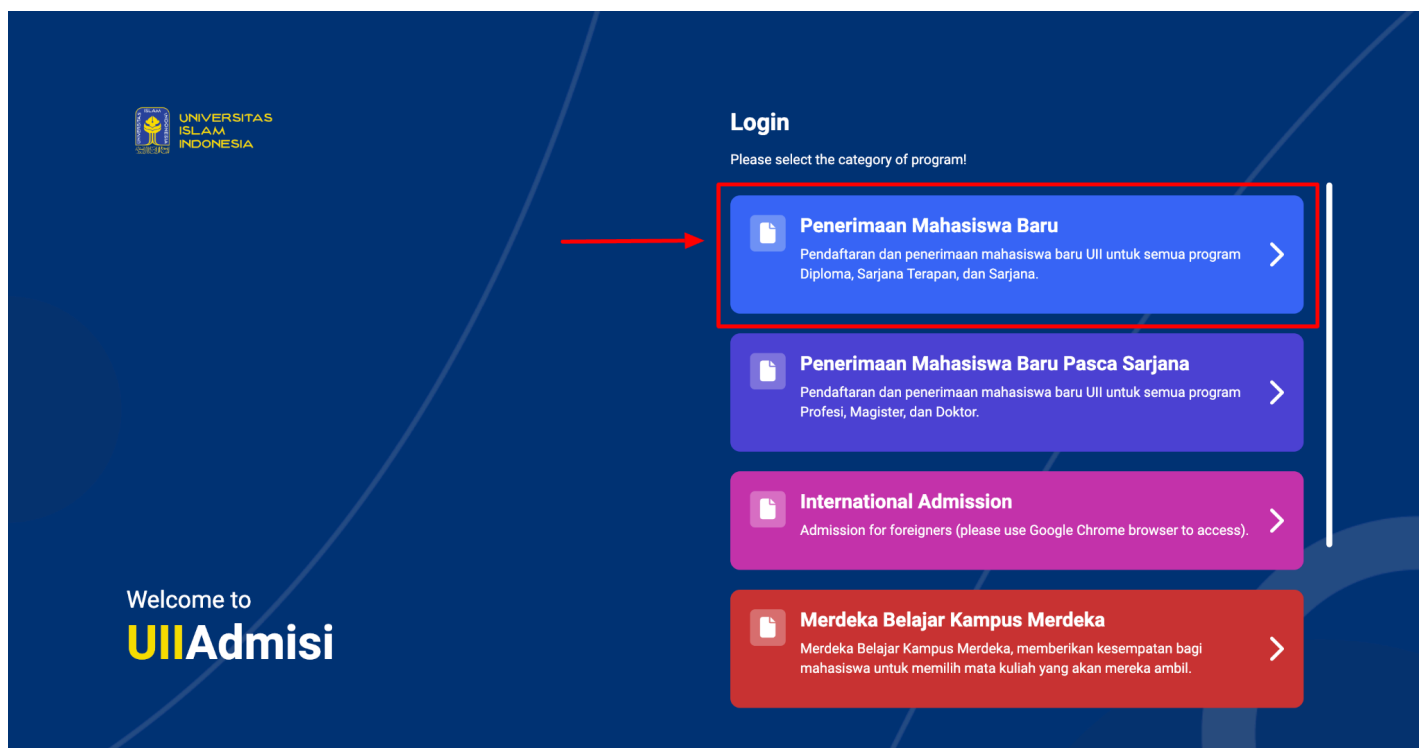 UNIVERSITAS
ISLAM
INDONESIA
Login
Please select the category of program!
Penerimaan Mahasiswa Baru
Pendaftaran dan penerimaan mahasiswa baru UII untuk semua program
Diploma, Sarjana Terapan, dan Sarjana.
Penerimaan Mahasiswa Baru Pasca Sarjana
Pendaftaran dan penerimaan mahasiswa baru UII untuk semua program
Profesi, Magister, dan Doktor.
International Admission
Admission for foreigners (please use Google Chrome browser to access).
Merdeka Belajar Kampus Merdeka
Merdeka Belajar Kampus Merdeka, memberikan kesempatan bagi
mahasiswa untuk memilih mata kuliah yang akan mereka ambil.
Welcome to
UIIAdmisi